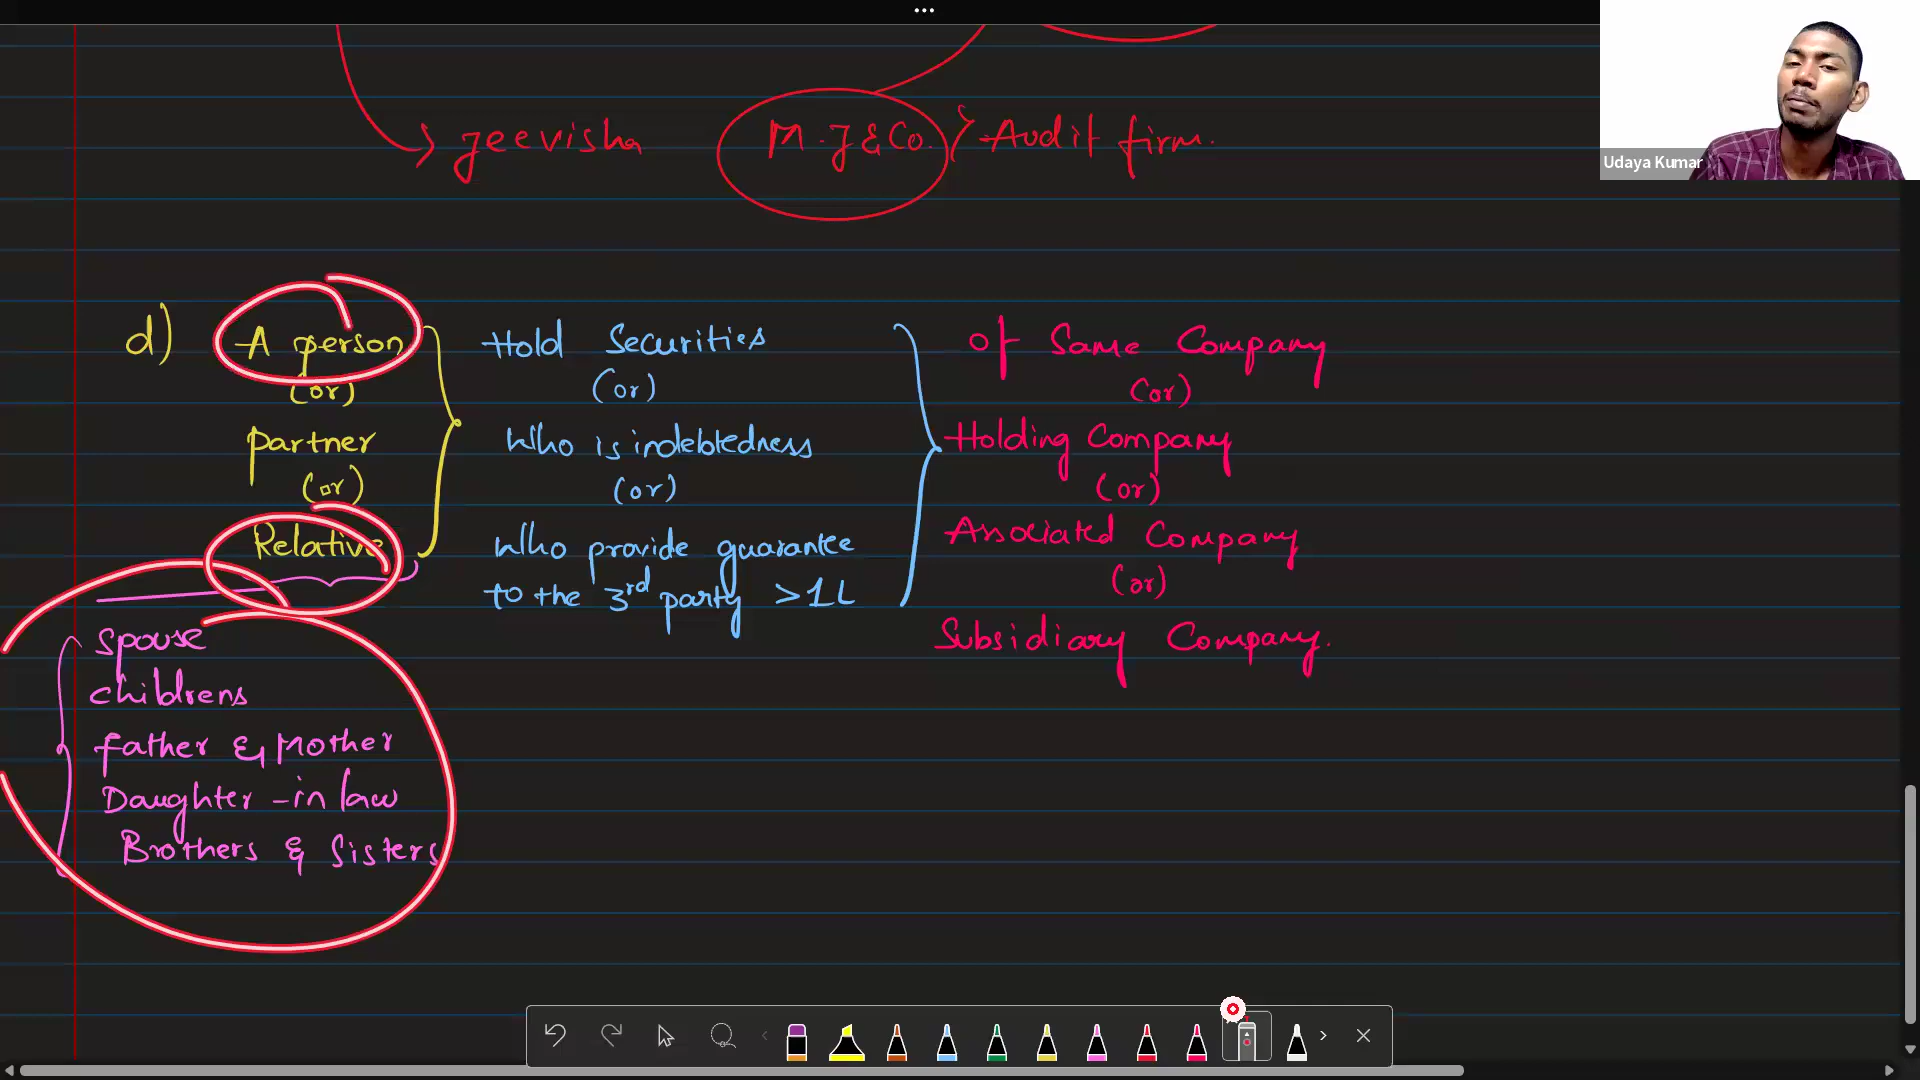 ...
Udaya Kumar
Jeevisha M.J & Co. Audit firm.
d) A person Hold Securities of Same Company
(or) (or) (or)
partner Who is indebtedness Holding Company
(or) (or) (or)
Relative Who provide guarantee Associated Company
to the 3rd party >1L (or)
Spouse Subsidiary Company.
childrens
Father & Mother
Daughter-in law
Brothers & Sisters